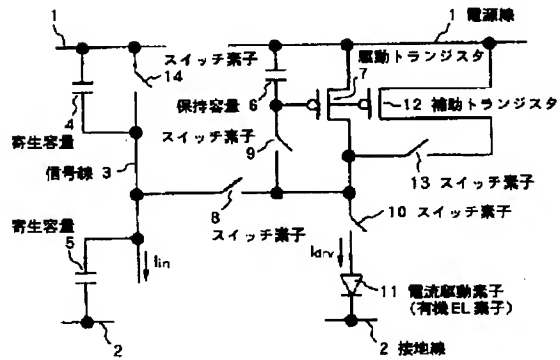 1
1 電源線
スイッチ素子
14
駆動トランジスタ
7
保持容量 6
12 補助トランジスタ
4
寄生容量
スイッチ素子
9
信号線 3
13 スイッチ素子
8
スイッチ素子
10 スイッチ素子
寄生容量
5
Iin
Idrv
11 電流駆動素子
(有機EL素子)
2
2 接地線